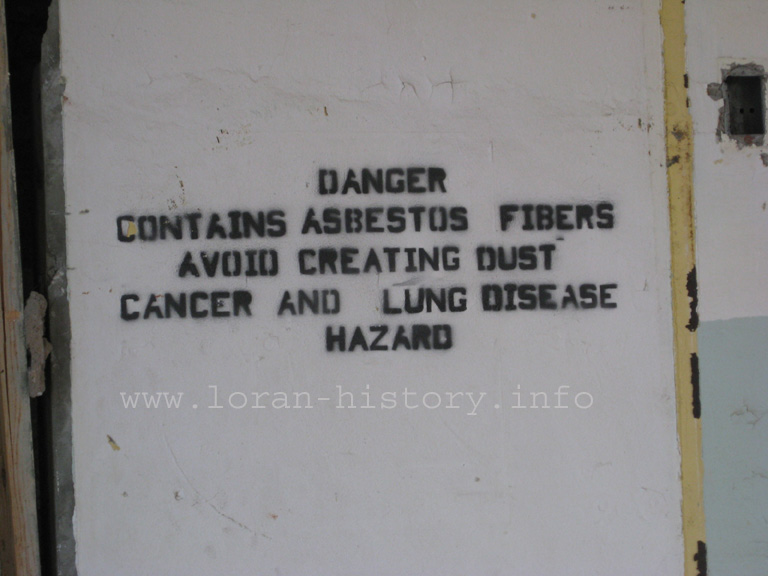 DANGER
CONTAINS ASBESTOS FIBERS
AVOID CREATING DUST
CANCER AND LUNG DISEASE
HAZARD
www.loran-history.info